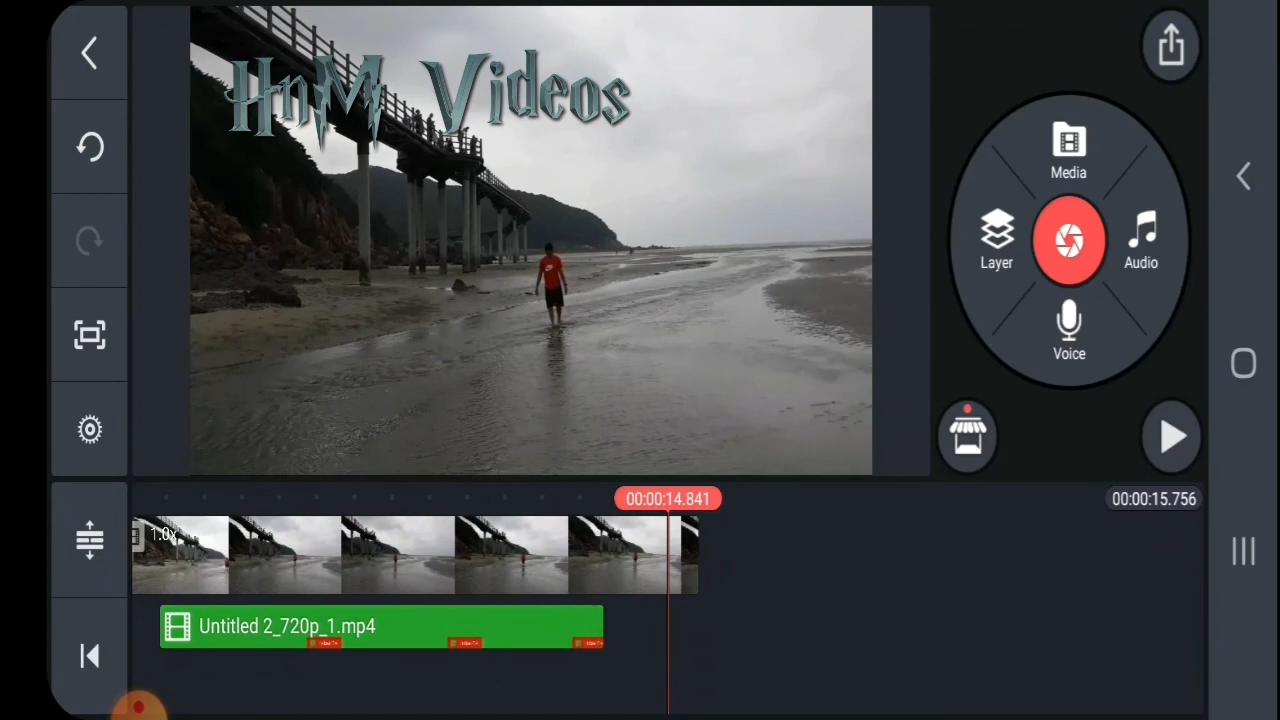 HnM Videos
Media
Layer
Audio
Voice
00:00:14.841
00:00:15.756
1.0x
Untitled 2_720p_1.mp4